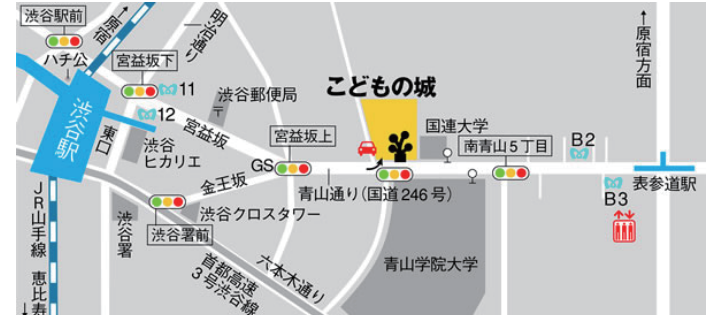 渋谷駅前
↑原宿
明治通り
↑原宿方面
ハチ公
↓
宮益坂下
11
12
渋谷郵便局
〒
こどもの城
渋谷駅
東口
渋谷
ヒカリエ
宮益坂
宮益坂上
国連大学
南青山5丁目
B2
GS
金王坂
青山通り(国道246号)
表参道駅
B3
渋谷署
渋谷署前
渋谷クロスタワー
JR山手線
恵比寿
↓
首都高速
3号渋谷線
六本木通り
青山学院大学